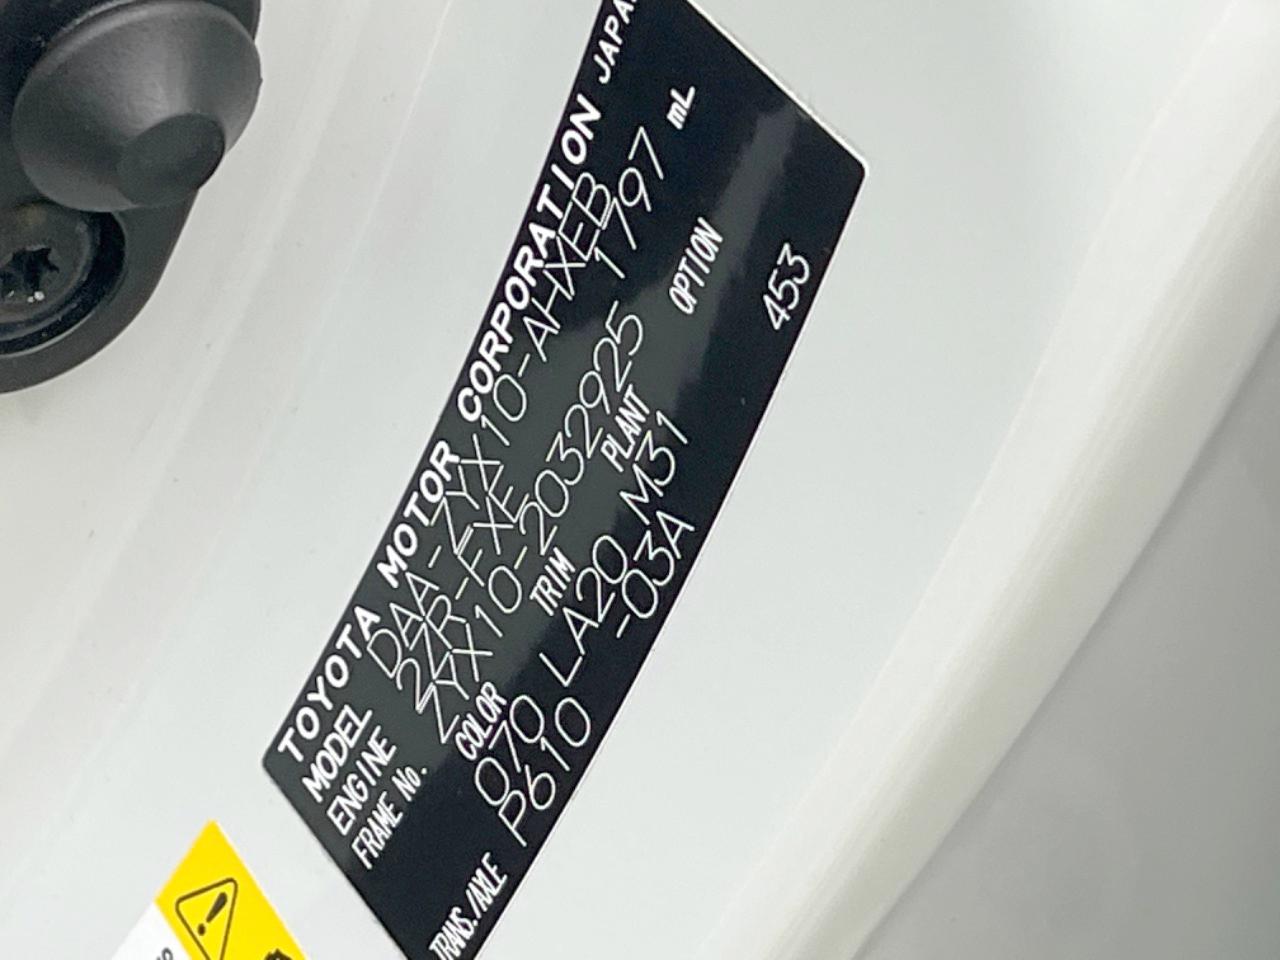 TOYOTA MOTOR CORPORATION JAPAN
MODEL DAA-ZYX10-AHXEB
ENGINE 2ZR-FXE 1797 mL
FRAME No. ZYX10-2032925
COLOR TRIM PLANT OPTION
070 LA20 M31
TRANS./AXLE P610 -03A 453